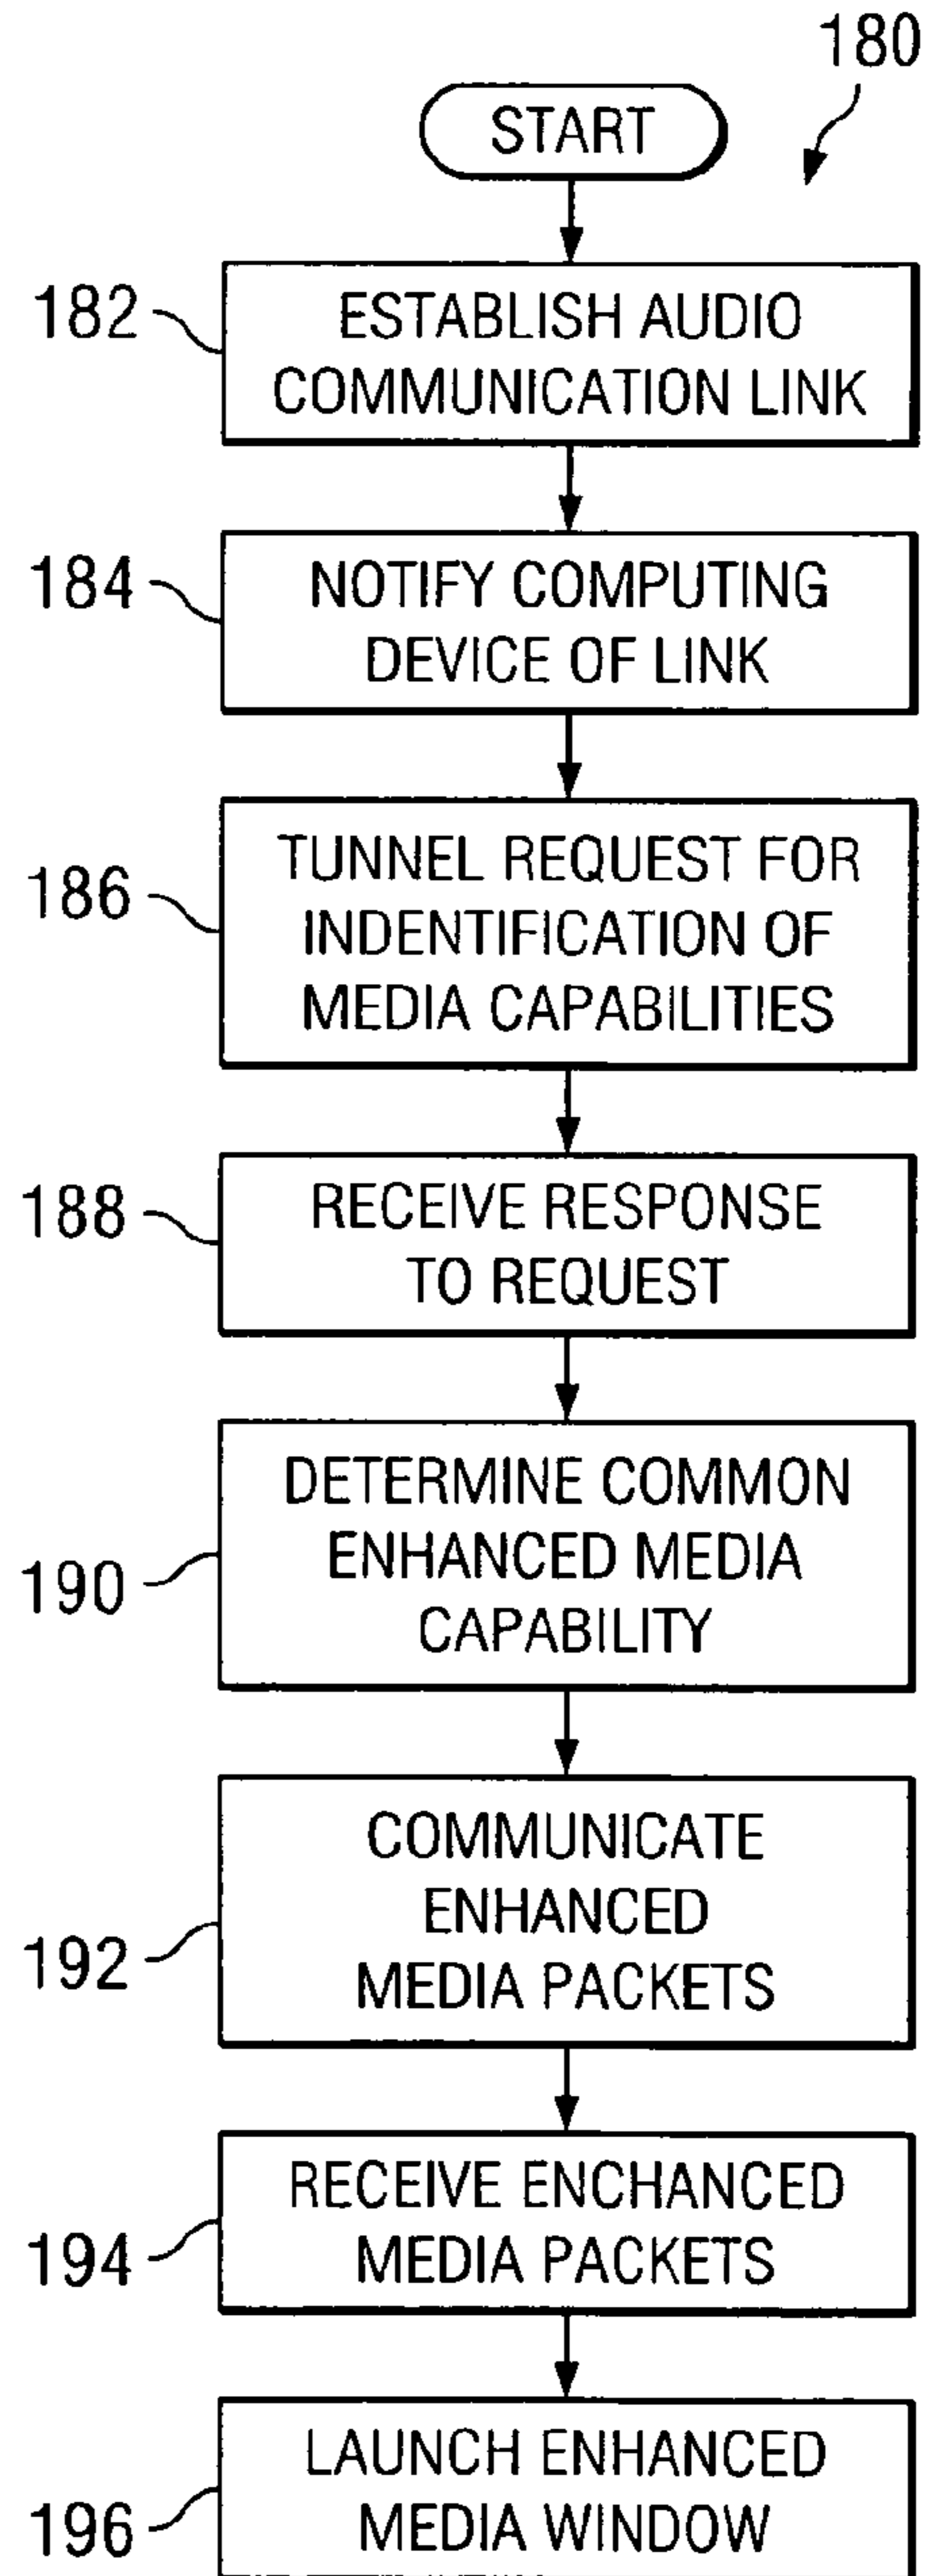 180
START
182
ESTABLISH AUDIO
COMMUNICATION LINK
184
NOTIFY COMPUTING
DEVICE OF LINK
186
TUNNEL REQUEST FOR
INDENTIFICATION OF
MEDIA CAPABILITIES
188
RECEIVE RESPONSE
TO REQUEST
190
DETERMINE COMMON
ENHANCED MEDIA
CAPABILITY
192
COMMUNICATE
ENHANCED
MEDIA PACKETS
194
RECEIVE ENCHANCED
MEDIA PACKETS
196
LAUNCH ENHANCED
MEDIA WINDOW